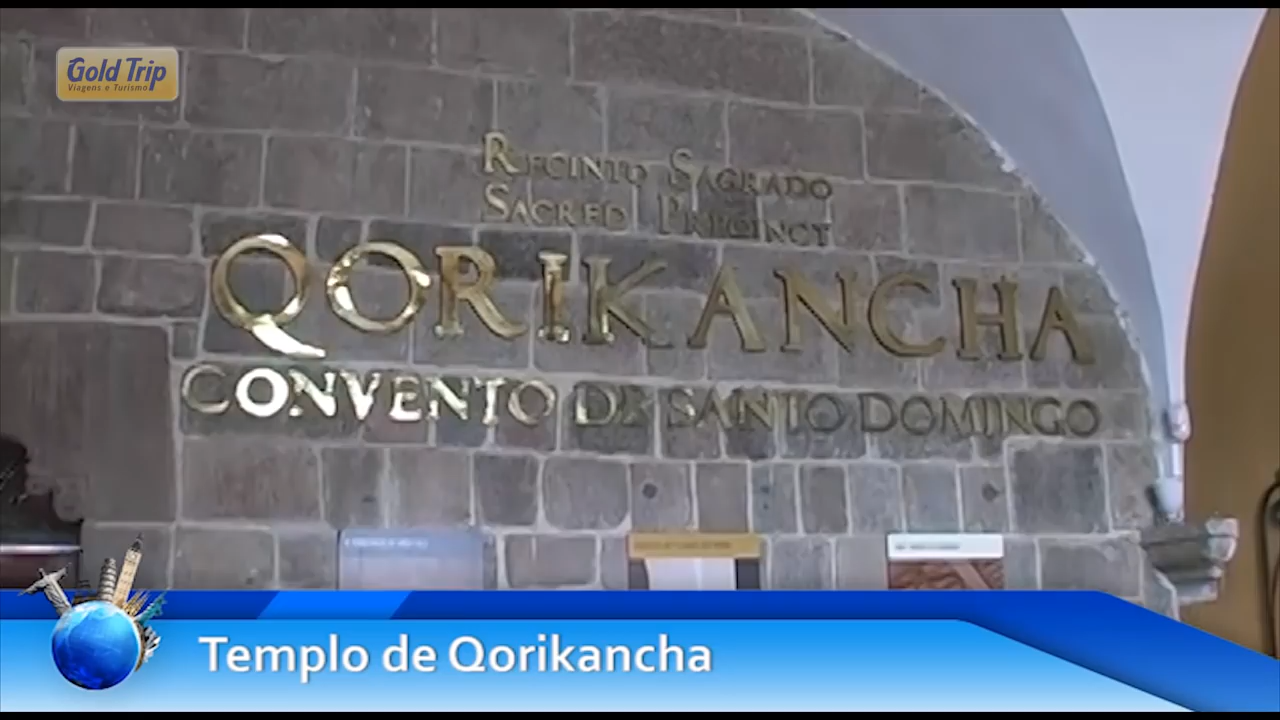 Gold Trip
Viagens e Turismo
RECINTO SAGRADO
SACRED PRECINCT
QORIKANCHA
CONVENTO DE SANTO DOMINGO
Templo de Qorikancha